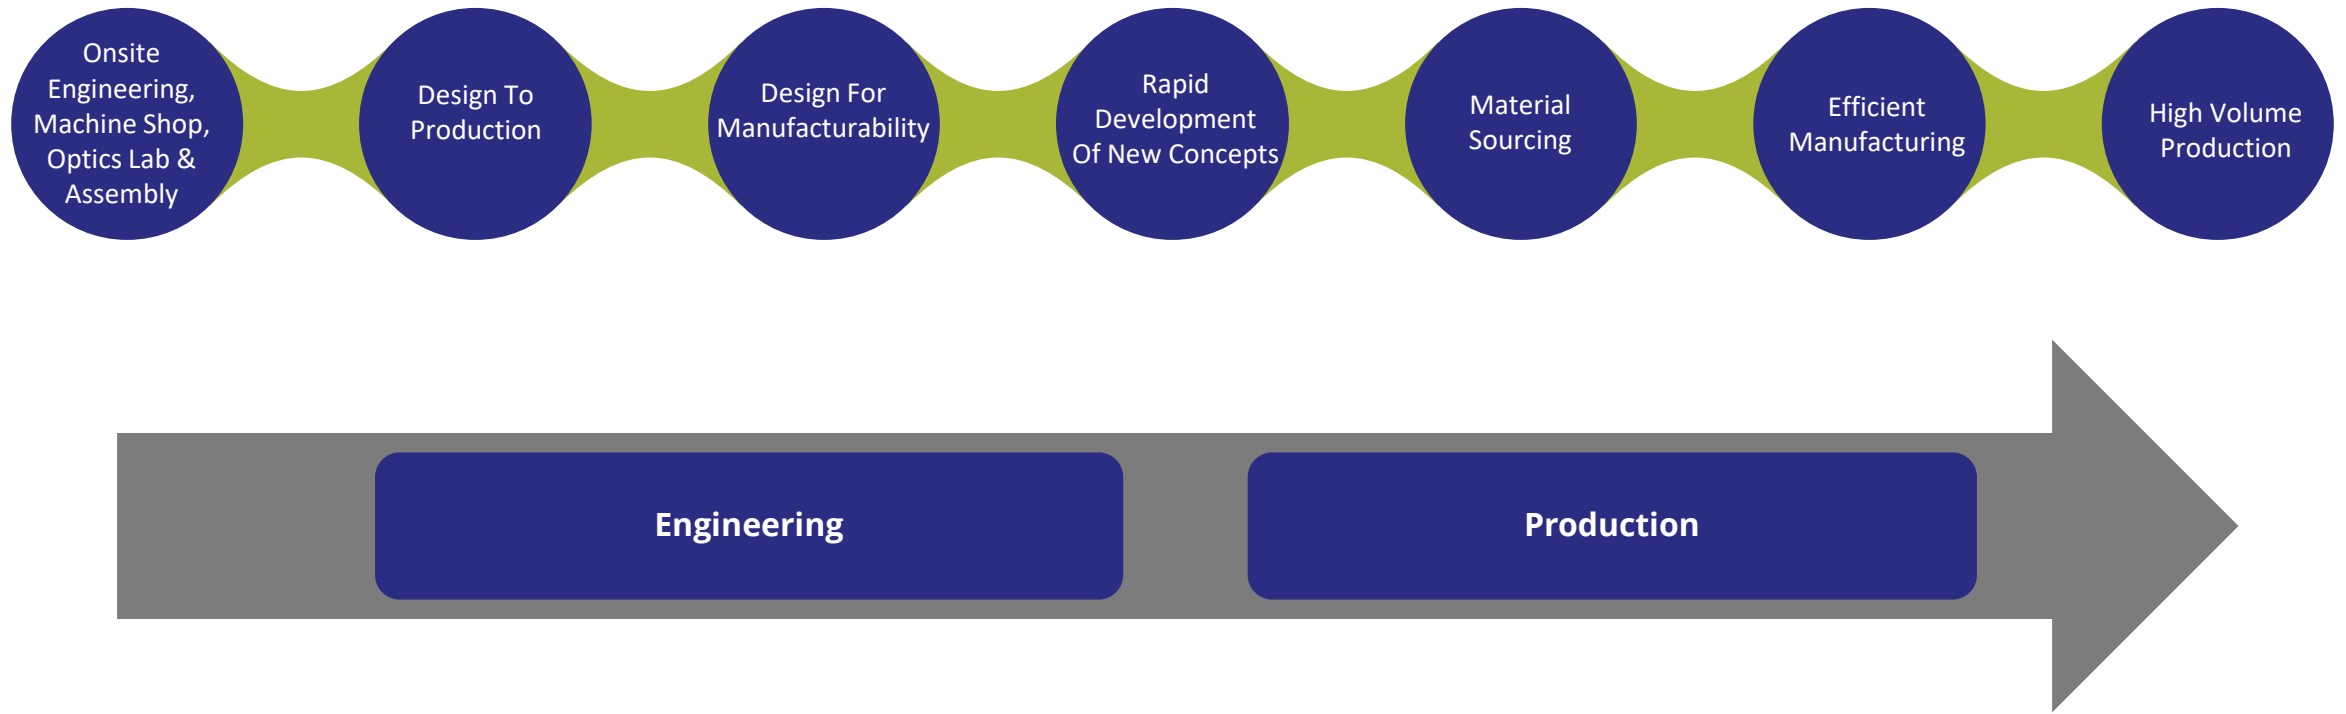 Onsite
Engineering,
Machine Shop,
Optics Lab &
Assembly
Design To
Production
Design For
Manufacturability
Rapid
Development
Of New Concepts
Material
Sourcing
Efficient
Manufacturing
High Volume
Production
Engineering
Production